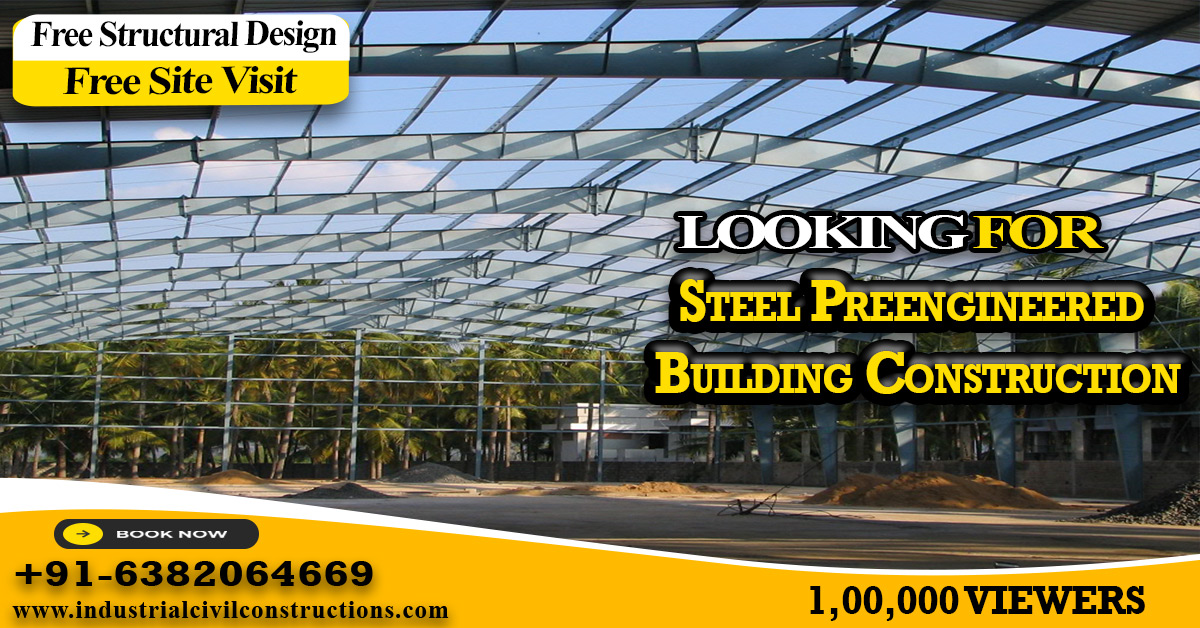 Free Structural Design
Free Site Visit
LOOKING FOR
STEEL PREENGINEERED
BUILDING CONSTRUCTION
BOOK NOW
+91-6382064669
www.industrialcivilconstructions.com
1,00,000 VIEWERS